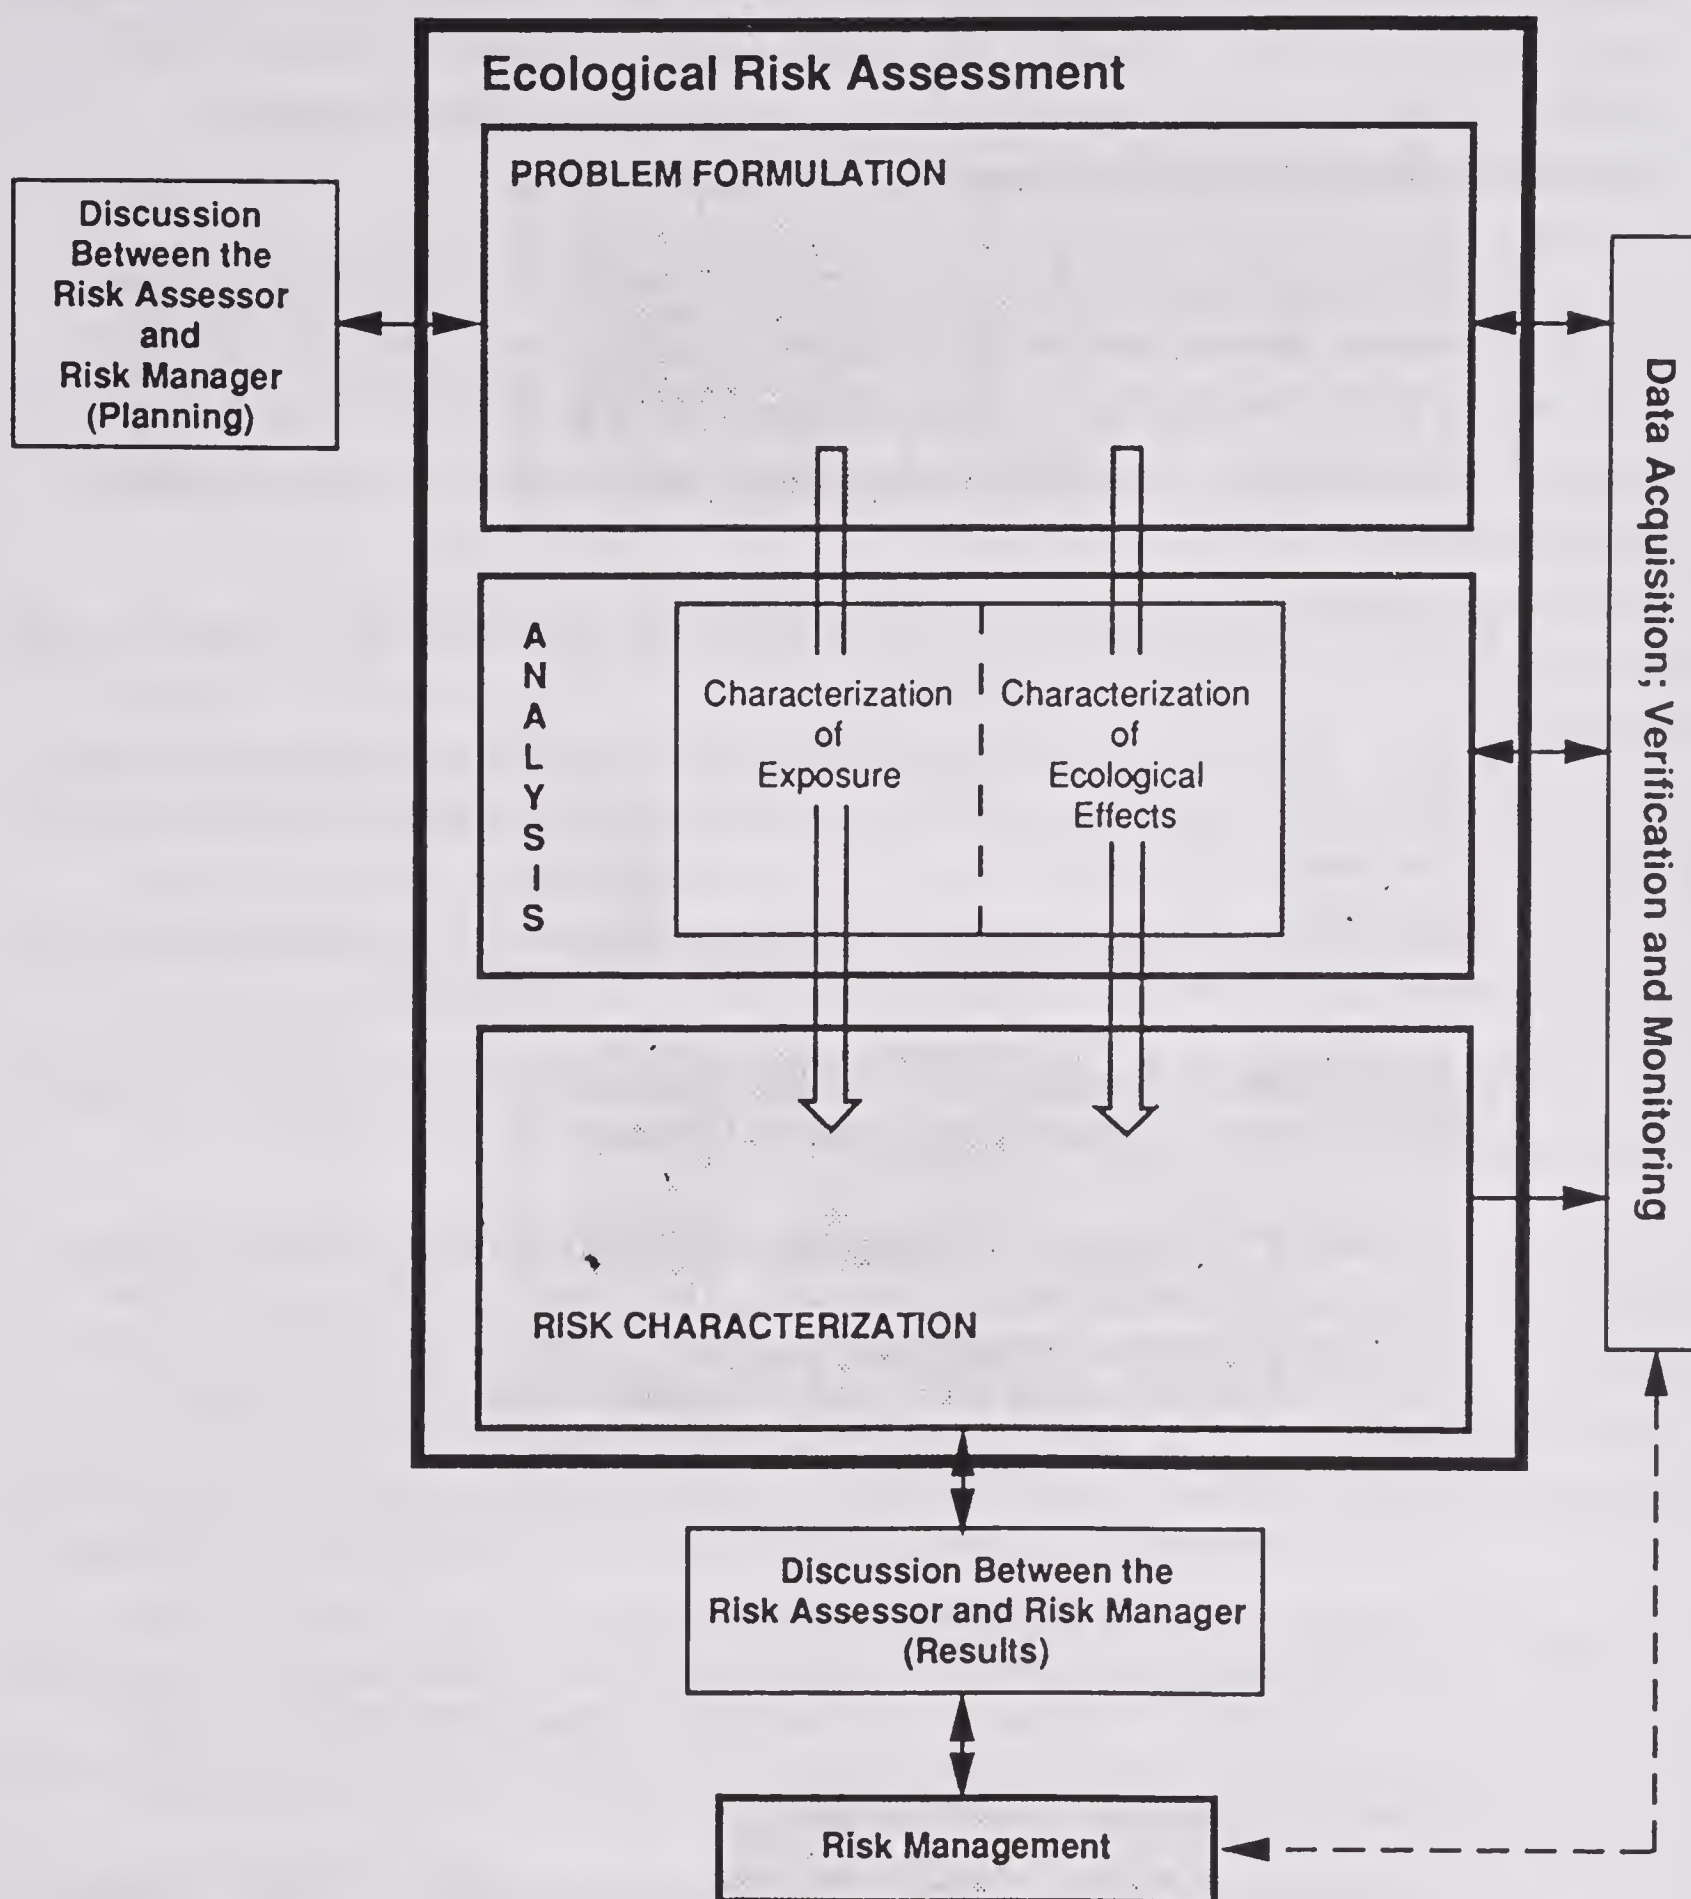 Ecological Risk Assessment
PROBLEM FORMULATION
Discussion
Between the
Risk Assessor
and
Risk Manager
(Planning)
ANALYSIS
Characterization
of
Exposure
Characterization
of
Ecological
Effects
Data Acquisition; Verification and Monitoring
RISK CHARACTERIZATION
Discussion Between the
Risk Assessor and Risk Manager
(Results)
Risk Management